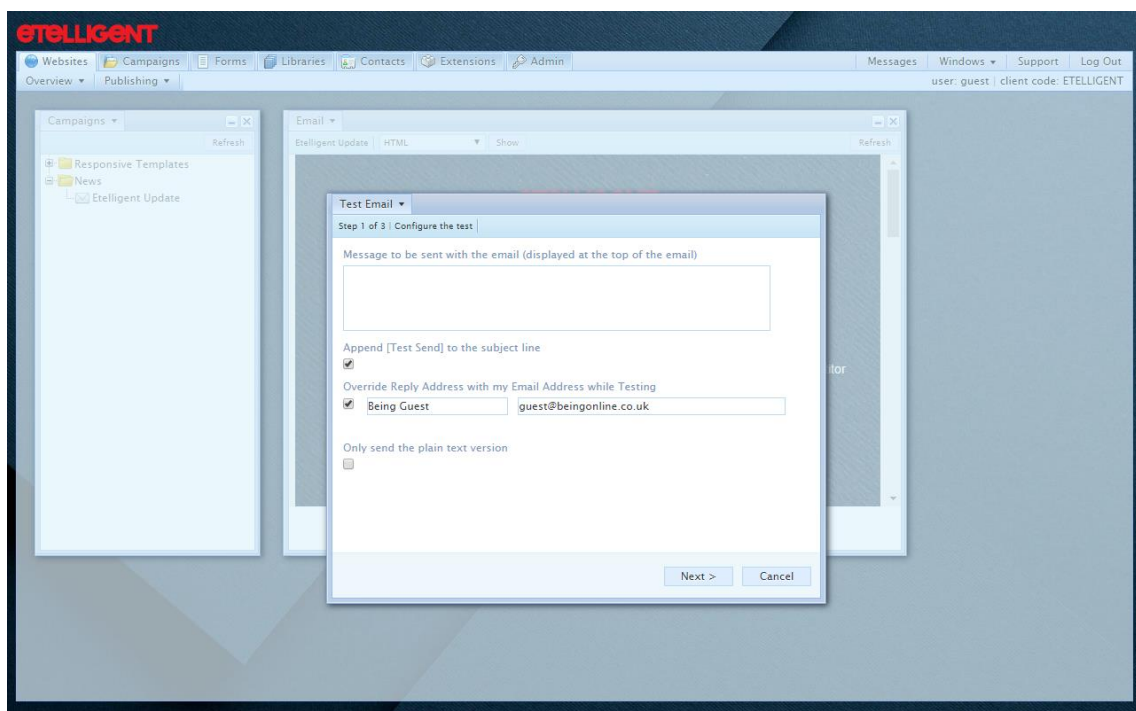 eTELLIGeNT
Websites Campaigns Forms Libraries Contacts Extensions Admin Messages Windows Support Log Out
Overview Publishing user: guest | client code: ETELLIGENT
Campaigns Email
Refresh Etelligent Update HTML Show Refresh
Responsive Templates
News
Etelligent Update
Test Email
Step 1 of 3 | Configure the test
Message to be sent with the email (displayed at the top of the email)
Append [Test Send] to the subject line
Override Reply Address with my Email Address while Testing
Being Guest guest@beingonline.co.uk
Only send the plain text version
Next > Cancel